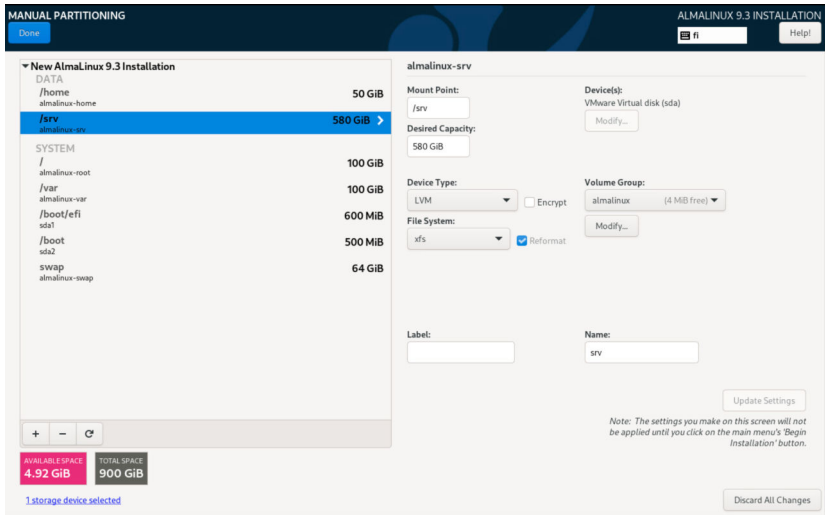 MANUAL PARTITIONING
ALMALINUX 9.3 INSTALLATION
Done
fi
Help!
New AlmaLinux 9.3 Installation
DATA
/home 50 GiB
almalinux-home
/srv 580 GiB
almalinux-srv
SYSTEM
/ 100 GiB
almalinux-root
/var 100 GiB
almalinux-var
/boot/efi 600 MiB
sda1
/boot 500 MiB
sda2
swap 64 GiB
almalinux-swap
+ − 
AVAILABLE SPACE
4.92 GiB
TOTAL SPACE
900 GiB
1 storage device selected
almalinux-srv
Mount Point:
/srv
Desired Capacity:
580 GiB
Device(s):
VMware Virtual disk (sda)
Modify...
Device Type:
LVM
Encrypt
Volume Group:
almalinux (4 MiB free)
File System:
xfs
Reformat
Modify...
Label:
Name:
srv
Update Settings
Note: The settings you make on this screen will not
be applied until you click on the main menu's 'Begin
Installation' button.
Discard All Changes